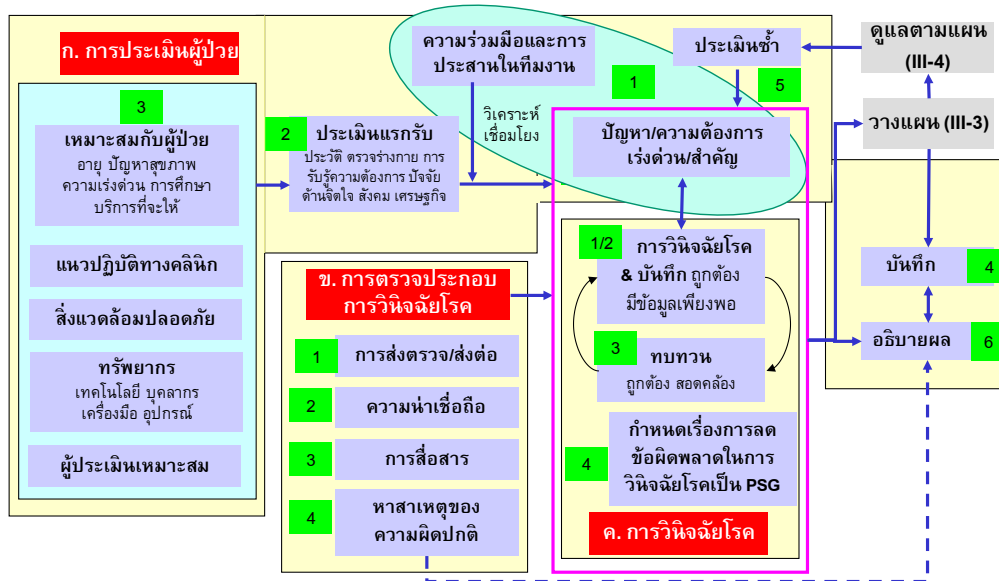 ก. การประเมินผู้ป่วย
3
เหมาะสมกับผู้ป่วย
อายุ ปัญหาสุขภาพ
ความเร่งด่วน การศึกษา
บริการที่จะให้
แนวปฏิบัติทางคลินิก
สิ่งแวดล้อมปลอดภัย
ทรัพยากร
เทคโนโลยี บุคลากร
เครื่องมือ อุปกรณ์
ผู้ประเมินเหมาะสม
2
ประเมินแรกรับ
ประวัติ ตรวจร่างกาย การ
รับรู้ความต้องการ ปัจจัย
ด้านจิตใจ สังคม เศรษฐกิจ
ความร่วมมือและการ
ประสานในทีมงาน
1
วิเคราะห์
เชื่อมโยง
ประเมินซ้ำ
5
ปัญหา/ความต้องการ
เร่งด่วน/สำคัญ
ดูแลตามแผน
(III-4)
วางแผน (III-3)
บันทึก
4
อธิบายผล
6
ข. การตรวจประกอบ
การวินิจฉัยโรค
1
การส่งตรวจ/ส่งต่อ
2
ความน่าเชื่อถือ
3
การสื่อสาร
4
หาสาเหตุของ
ความผิดปกติ
1/2
การวินิจฉัยโรค
& บันทึก ถูกต้อง
มีข้อมูลเพียงพอ
3
ทบทวน
ถูกต้อง สอดคล้อง
4
กำหนดเรื่องการลด
ข้อผิดพลาดในการ
วินิจฉัยโรคเป็น PSG
ค. การวินิจฉัยโรค